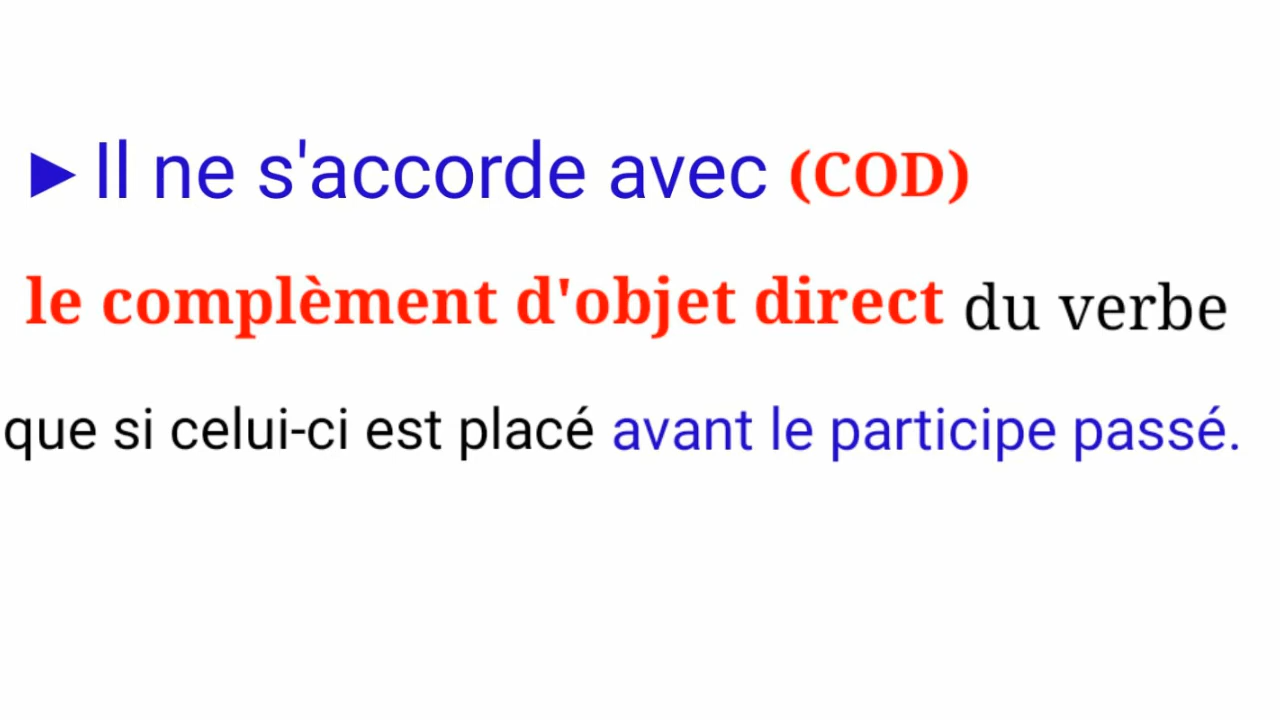 ►Il ne s'accorde avec (COD)
le complèment d'objet direct du verbe
que si celui-ci est placé avant le participe passé.